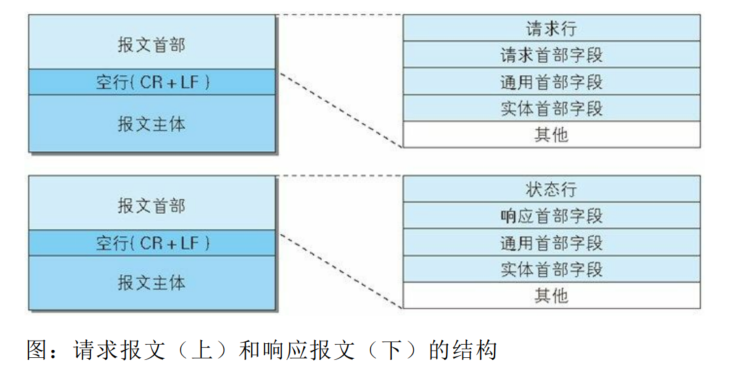 报文首部
空行(CR+LF)
报文主体
请求行
请求首部字段
通用首部字段
实体首部字段
其他
报文首部
空行(CR+LF)
报文主体
状态行
响应首部字段
通用首部字段
实体首部字段
其他
图：请求报文（上）和响应报文（下）的结构